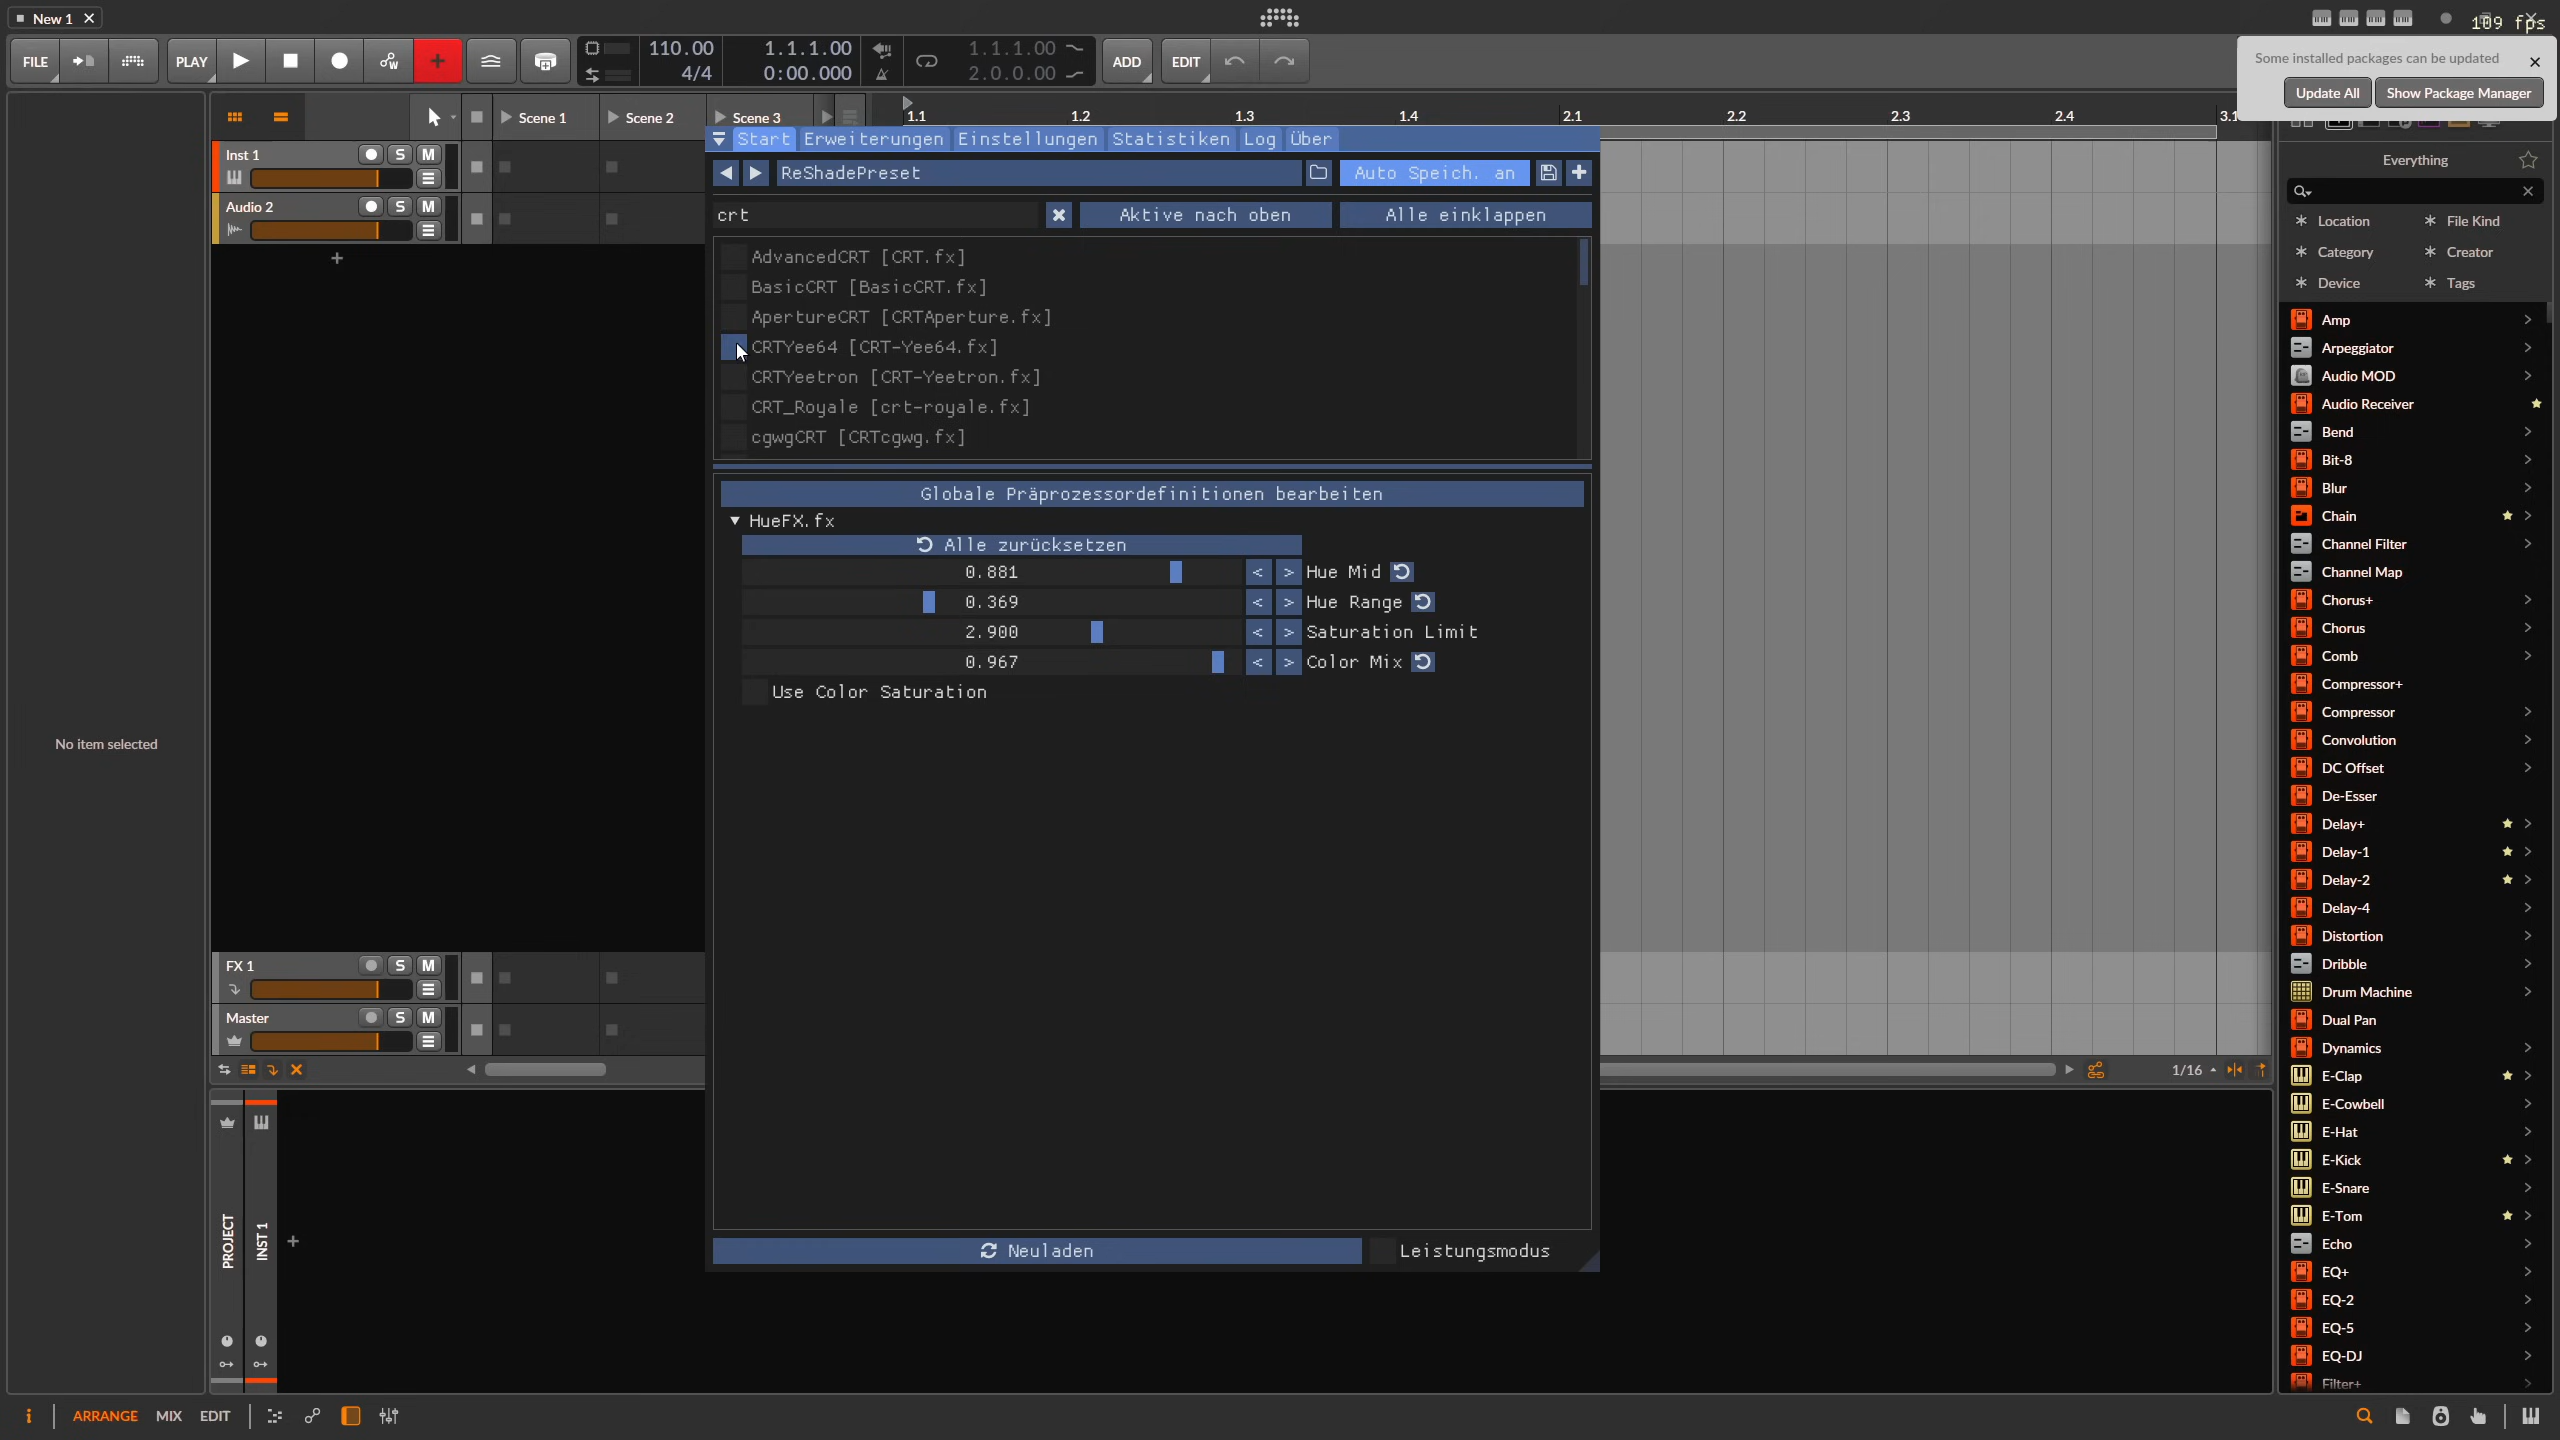 New 1
109 fps
FILE
PLAY
110.00
4/4
1.1.1.00
0:00.000
1.1.1.00
2.0.0.00
ADD
EDIT
Some installed packages can be updated
Update All
Show Package Manager
Scene 1
Scene 2
Scene 3
1.1
1.2
1.3
1.4
2.1
2.2
2.3
2.4
3.1
Inst 1
S
M
Audio 2
S
M
+
Start
Erweiterungen
Einstellungen
Statistiken
Log
Über
ReShadePreset
Auto Speich. an
crt
Aktive nach oben
Alle einklappen
AdvancedCRT [CRT.fx]
BasicCRT [BasicCRT.fx]
ApertureCRT [CRTAperture.fx]
CRTYee64 [CRT-Yee64.fx]
CRTYeetron [CRT-Yeetron.fx]
CRT_Royale [crt-royale.fx]
cgwgCRT [CRTcgwg.fx]
Globale Präprozessordefinitionen bearbeiten
HueFX.fx
Alle zurücksetzen
0.881 < > Hue Mid
0.369 < > Hue Range
2.900 < > Saturation Limit
0.967 < > Color Mix
Use Color Saturation
Neuladen
Leistungsmodus
No item selected
FX 1
S
M
Master
S
M
1/16
PROJECT
INST 1
+
Everything
Location
File Kind
Category
Creator
Device
Tags
Amp
Arpeggiator
Audio MOD
Audio Receiver
Bend
Bit-8
Blur
Chain
Channel Filter
Channel Map
Chorus+
Chorus
Comb
Compressor+
Compressor
Convolution
DC Offset
De-Esser
Delay+
Delay-1
Delay-2
Delay-4
Distortion
Dribble
Drum Machine
Dual Pan
Dynamics
E-Clap
E-Cowbell
E-Hat
E-Kick
E-Snare
E-Tom
Echo
EQ+
EQ-2
EQ-5
EQ-DJ
Filter+
i
ARRANGE
MIX
EDIT